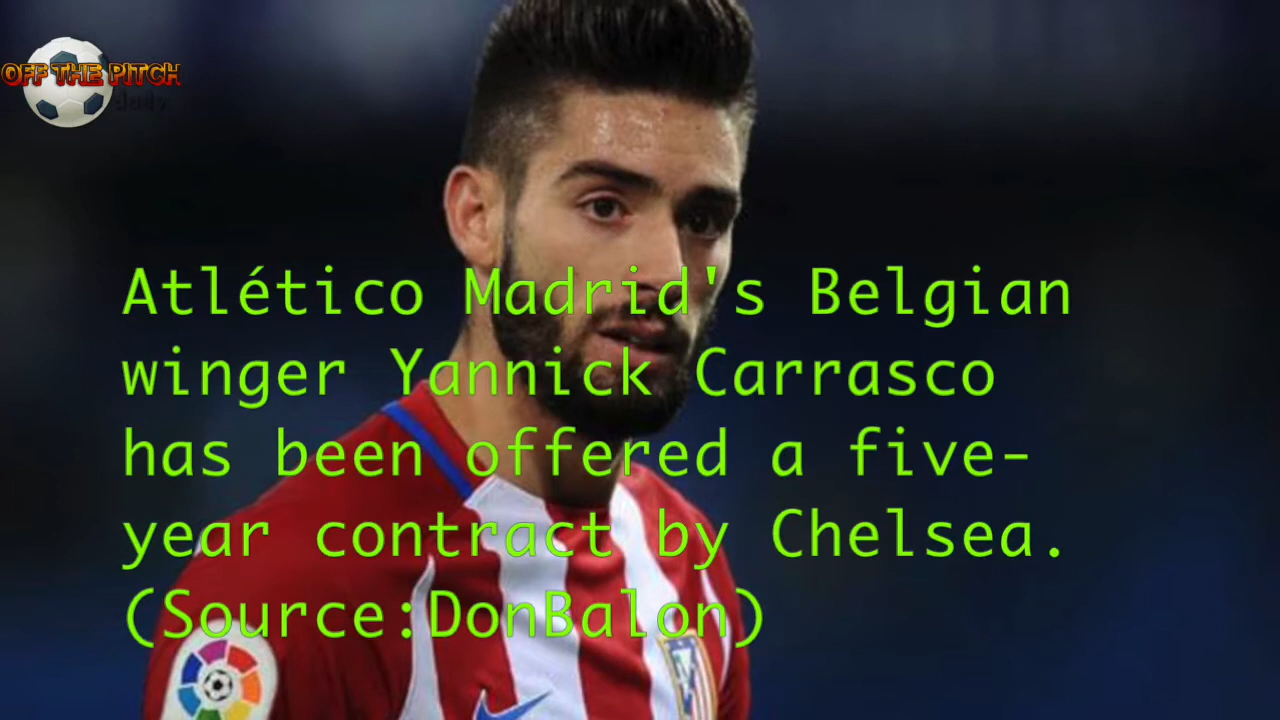 OFF THE PITCH
daily
Atlético Madrid's Belgian
winger Yannick Carrasco
has been offered a five-
year contract by Chelsea.
(Source:DonBalon)